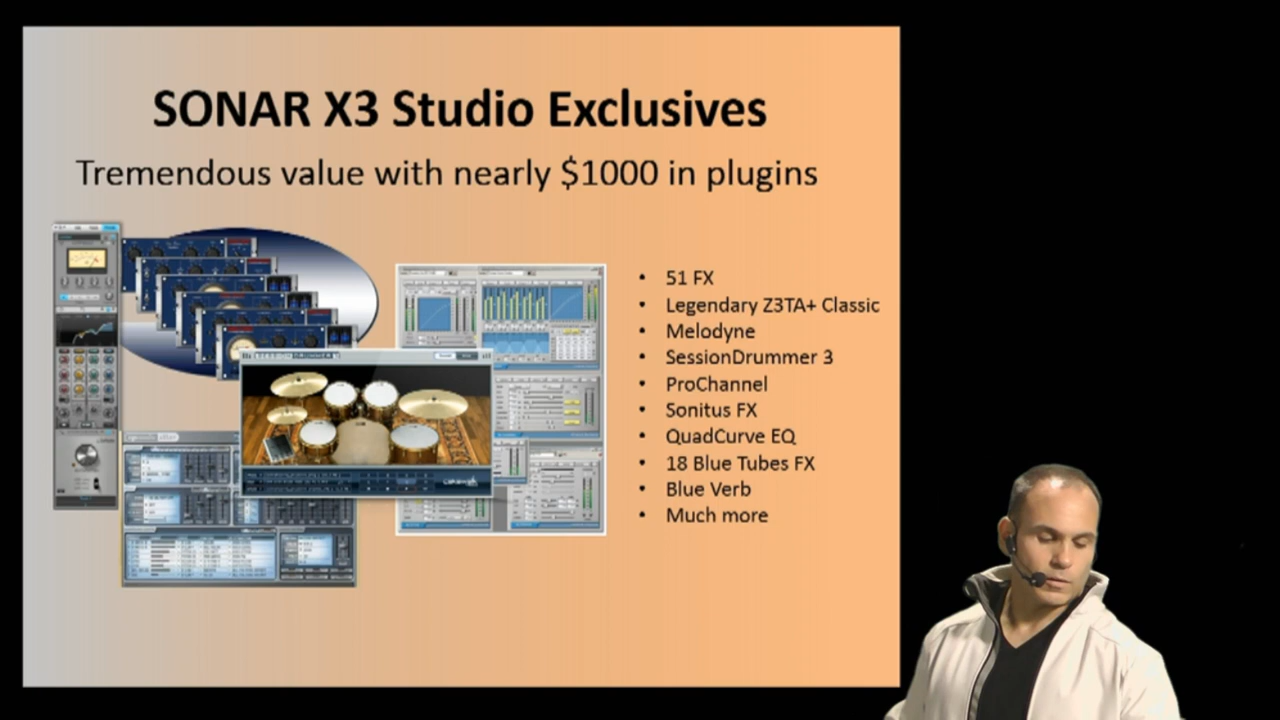 SONAR X3 Studio Exclusives
Tremendous value with nearly $1000 in plugins
• 51 FX
• Legendary Z3TA+ Classic
• Melodyne
• SessionDrummer 3
• ProChannel
• Sonitus FX
• QuadCurve EQ
• 18 Blue Tubes FX
• Blue Verb
• Much more